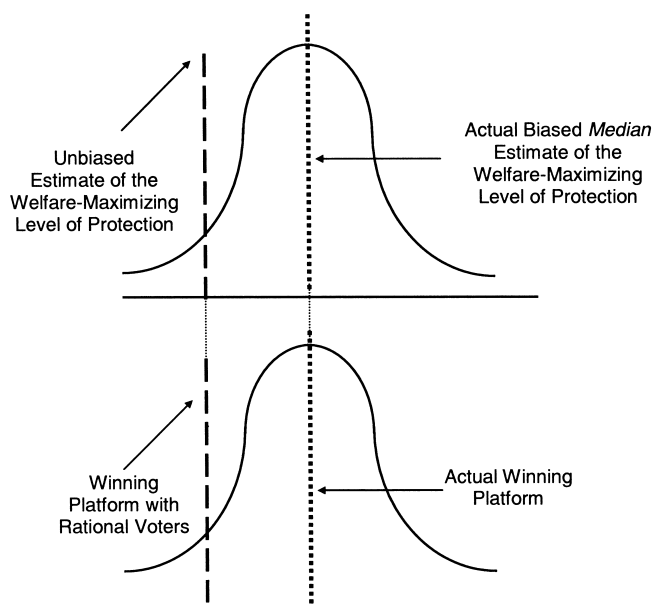 Unbiased
Estimate of the
Welfare-Maximizing
Level of Protection
Actual Biased Median
Estimate of the
Welfare-Maximizing
Level of Protection
Winning
Platform with
Rational Voters
Actual Winning
Platform